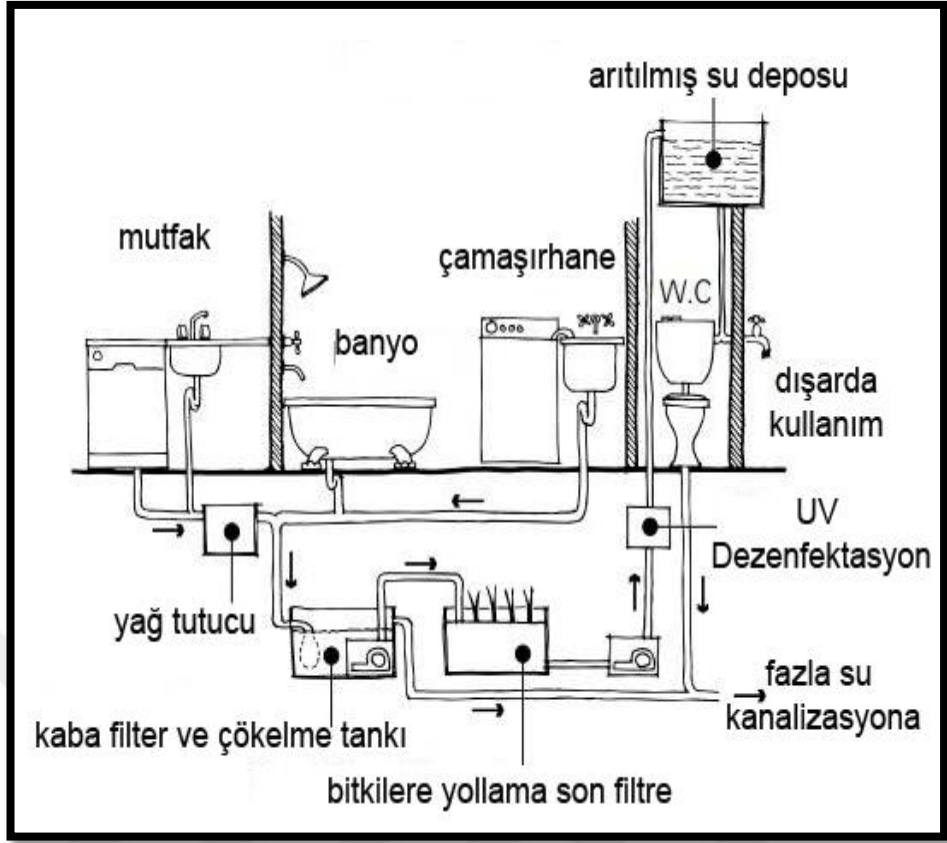 arıtılmış su deposu
mutfak
çamaşırhane
W.C
banyo
dışarda
kullanım
UV
Dezenfektasyon
yağ tutucu
fazla su
kanalizasyona
kaba filter ve çökelme tankı
bitkilere yollama son filtre